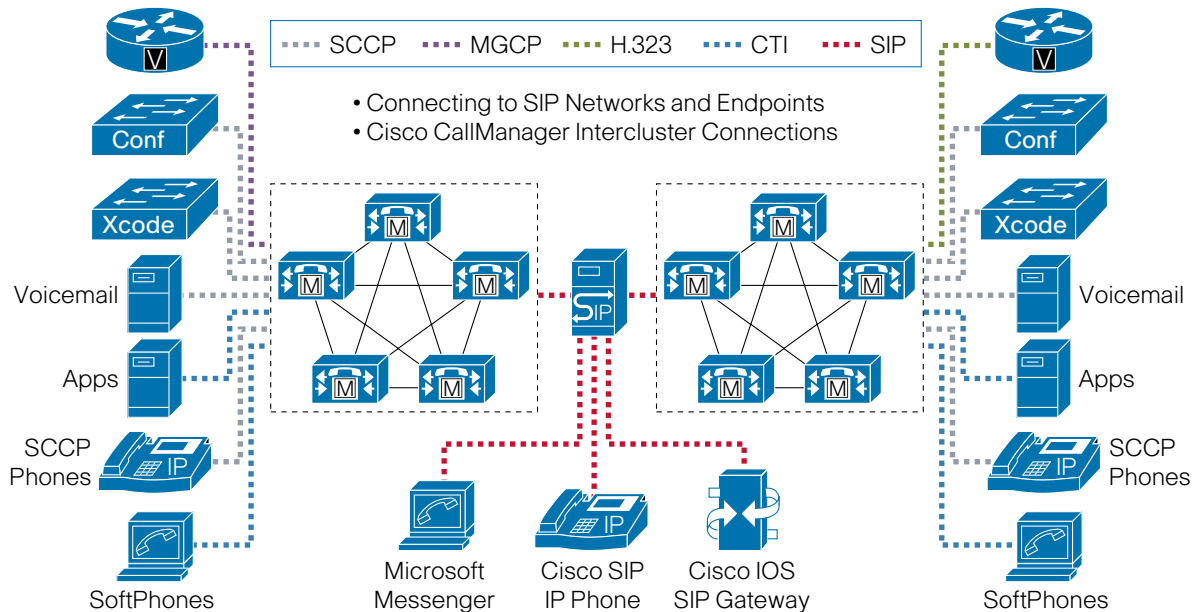 SCCP
MGCP
H.323
CTI
SIP
• Connecting to SIP Networks and Endpoints
• Cisco CallManager Intercluster Connections
V
Conf
Xcode
Voicemail
Apps
SCCP
Phones
IP
SoftPhones
M
M
M
M
M
SIP
M
M
M
M
M
V
Conf
Xcode
Voicemail
Apps
IP
SCCP
Phones
SoftPhones
Microsoft
Messenger
IP
Cisco SIP
IP Phone
Cisco IOS
SIP Gateway